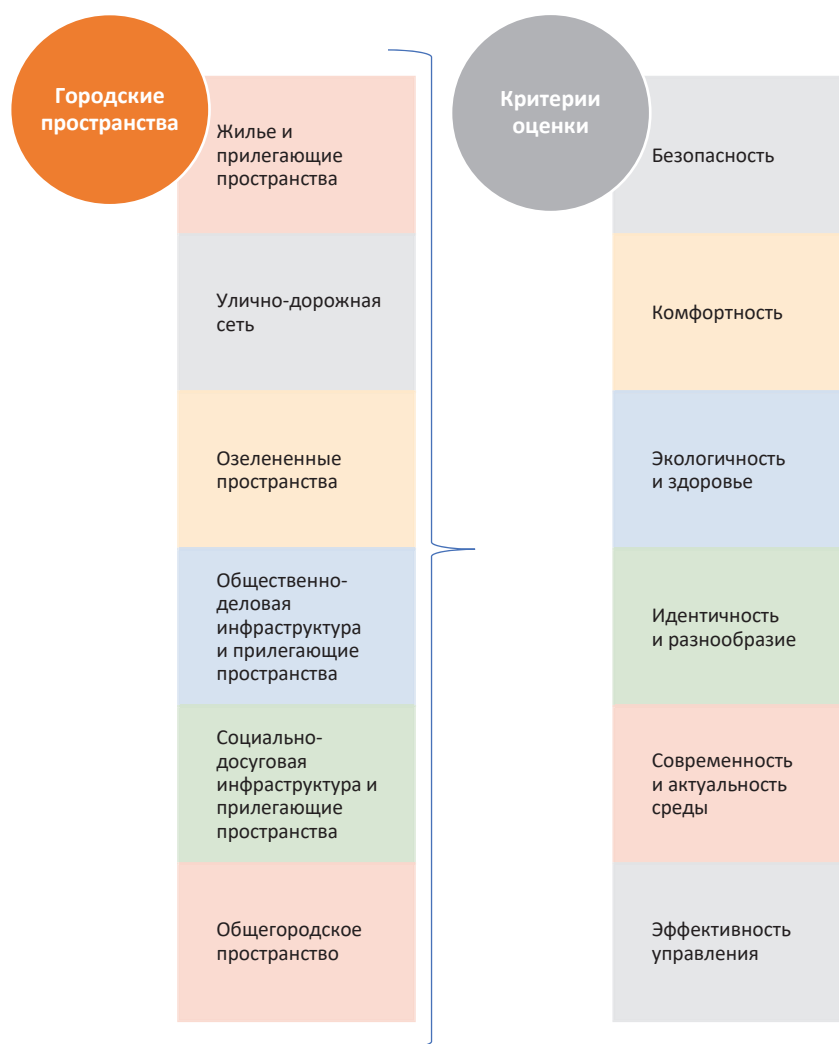 Городские
пространства
Жилье и
прилегающие
пространства
Улично-дорожная
сеть
Озелененные
пространства
Общественно-
деловая
инфраструктура
и прилегающие
пространства
Социально-
досуговая
инфраструктура и
прилегающие
пространства
Общегородское
пространство
Критерии
оценки
Безопасность
Комфортность
Экологичность
и здоровье
Идентичность
и разнообразие
Современность
и актуальность
среды
Эффективность
управления